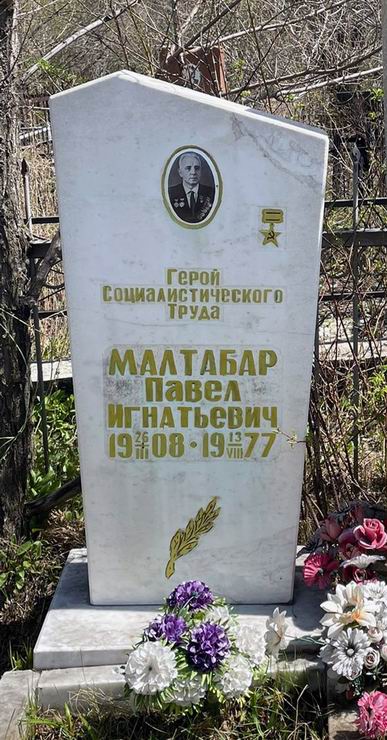 Герой
Социалистического
Труда
МАЛТАБАР
ПАВЕЛ
ИГНАТЬЕВИЧ
19 26/III 08 • 19 13/VIII 77